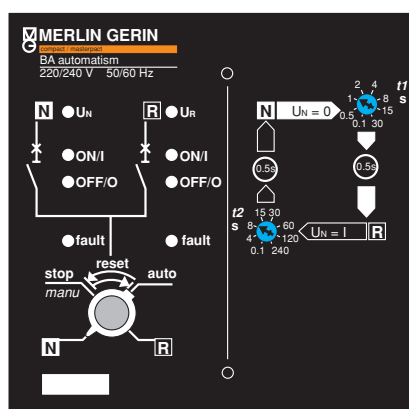 MERLIN GERIN
compact / masterpact
BA automatism
220/240 V 50/60 Hz
N UN R UR
ON/I ON/I
OFF/O OFF/O
fault fault
reset
stop auto
manu
N R
t1
s
2 4
1 8
0.5 15
0.1 30
N UN = 0
0.5s 0.5s
t2
s
15 30
8 60
4 120
0.1 240
UN = I R